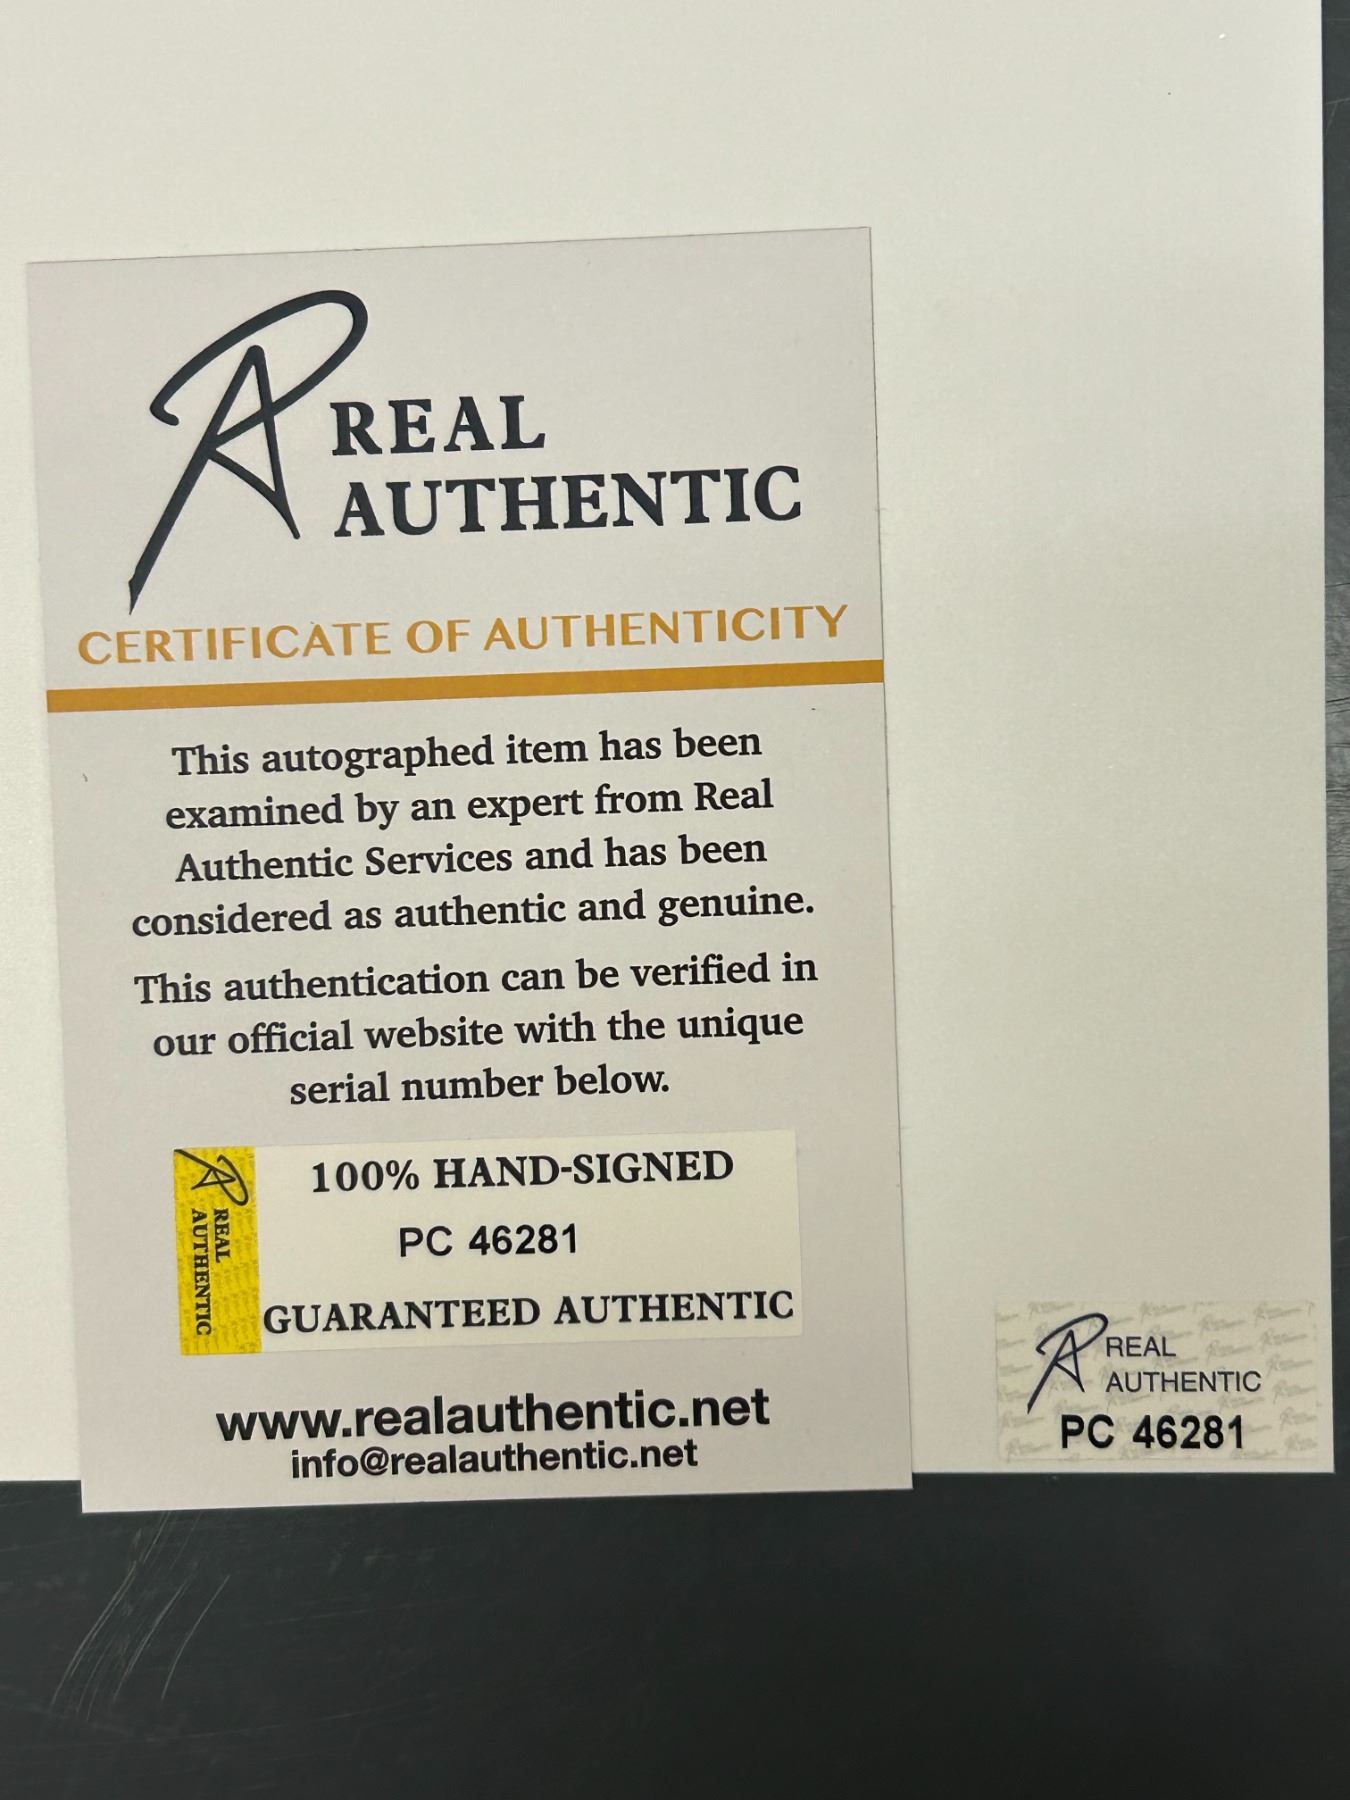 REAL
AUTHENTIC
CERTIFICATE OF AUTHENTICITY
This autographed item has been
examined by an expert from Real
Authentic Services and has been
considered as authentic and genuine.
This authentication can be verified in
our official website with the unique
serial number below.
REAL
AUTHENTIC
100% HAND-SIGNED
PC 46281
GUARANTEED AUTHENTIC
www.realauthentic.net
info@realauthentic.net
REAL
AUTHENTIC
PC 46281